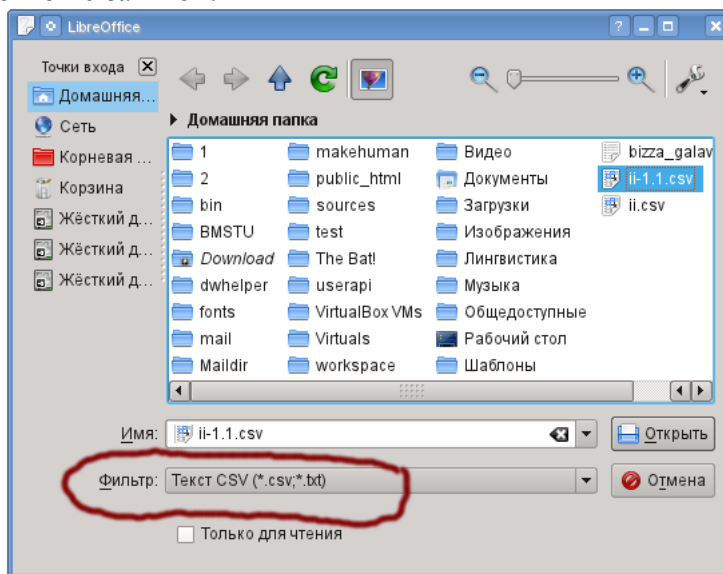 LibreOffice
Точки входа
Домашняя...
Сеть
Корневая ...
Корзина
Жёсткий д...
Жёсткий д...
Жёсткий д...
Домашняя папка
1
2
bin
BMSTU
Download
dwhelper
fonts
mail
Maildir
makehuman
public_html
sources
test
The Bat!
userapi
VirtualBox VMs
Virtuals
workspace
Видео
Документы
Загрузки
Изображения
Лингвистика
Музыка
Общедоступные
Рабочий стол
Шаблоны
bizza_galav
ii-1.1.csv
ii.csv
Имя: ii-1.1.csv
Открыть
Фильтр: Текст CSV (*.csv;*.txt)
Отмена
Только для чтения